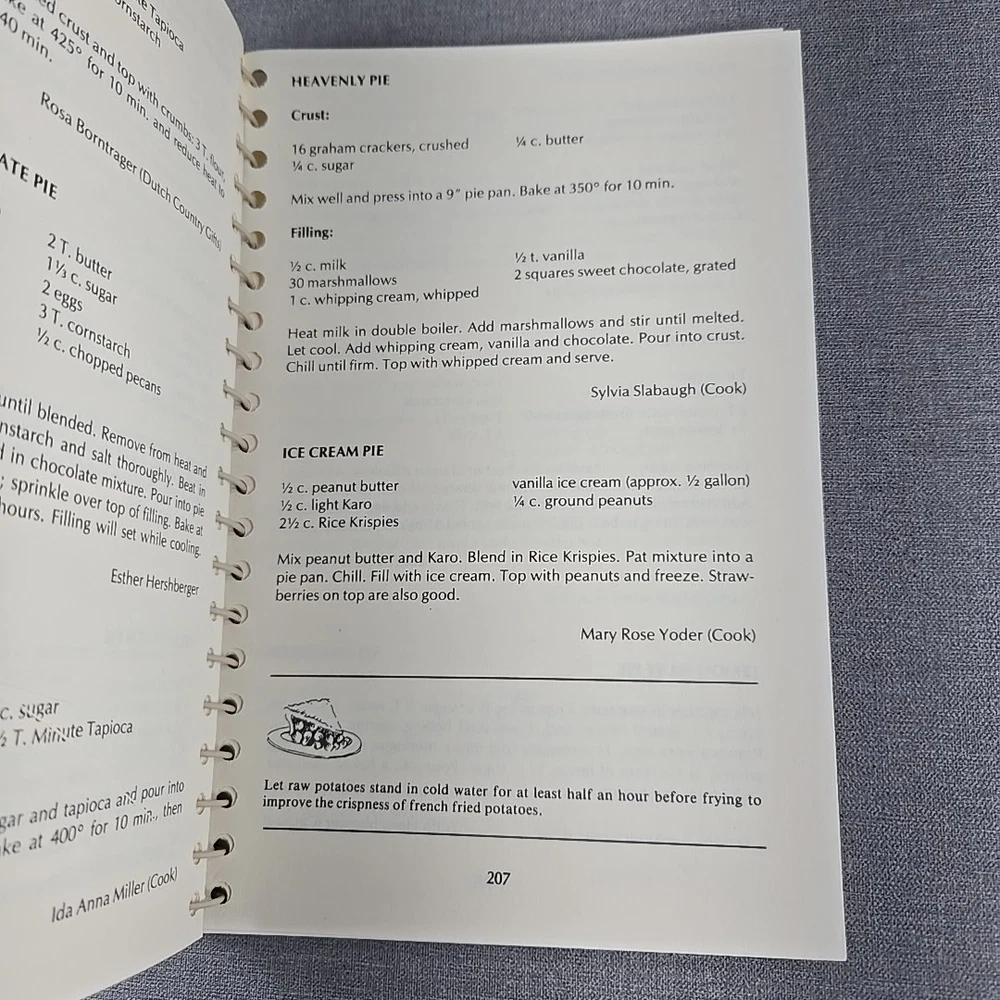 te Tapioca
ornstarch
ed crust and top with crumbs: 3 T. flour,
ke at 425° for 10 min. and reduce heat to
40 min.
Rosa Borntrager (Dutch Country Gifts)
ATE PIE
2 T. butter
1⅓ c. sugar
2 eggs
3 T. cornstarch
½ c. chopped pecans
until blended. Remove from heat and
nstarch and salt thoroughly. Beat in
d in chocolate mixture. Pour into pie
; sprinkle over top of filling. Bake at
hours. Filling will set while cooling.
Esther Hershberger
c. sugar
½ T. Minute Tapioca
gar and tapioca and pour into
ke at 400° for 10 min., then
Ida Anna Miller (Cook)
HEAVENLY PIE
Crust:
16 graham crackers, crushed ¼ c. butter
¼ c. sugar
Mix well and press into a 9" pie pan. Bake at 350° for 10 min.
Filling:
½ c. milk ½ t. vanilla
30 marshmallows 2 squares sweet chocolate, grated
1 c. whipping cream, whipped
Heat milk in double boiler. Add marshmallows and stir until melted.
Let cool. Add whipping cream, vanilla and chocolate. Pour into crust.
Chill until firm. Top with whipped cream and serve.
Sylvia Slabaugh (Cook)
ICE CREAM PIE
½ c. peanut butter vanilla ice cream (approx. ½ gallon)
½ c. light Karo ¼ c. ground peanuts
2½ c. Rice Krispies
Mix peanut butter and Karo. Blend in Rice Krispies. Pat mixture into a
pie pan. Chill. Fill with ice cream. Top with peanuts and freeze. Straw-
berries on top are also good.
Mary Rose Yoder (Cook)
Let raw potatoes stand in cold water for at least half an hour before frying to
improve the crispness of french fried potatoes.
207